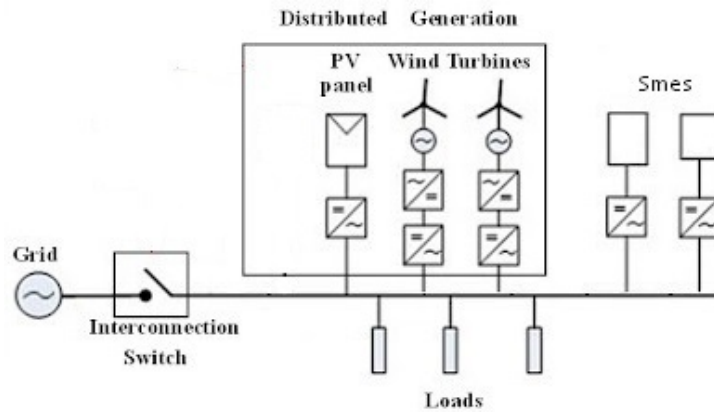 Distributed Generation
PV
panel
Wind Turbines
Smes
Grid
Interconnection
Switch
Loads